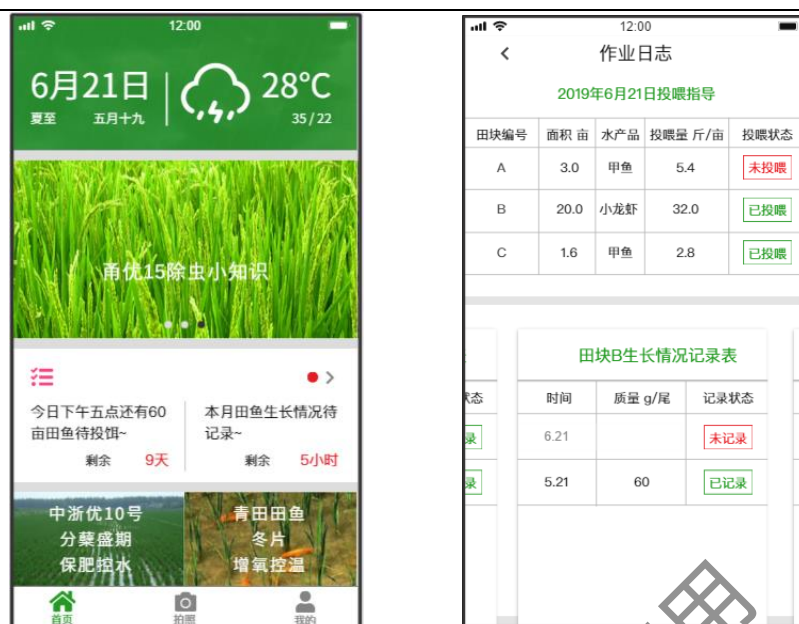 12:00
6月21日
28°C
夏至 五月十九
35/22
甬优15除虫小知识
今日下午五点还有60
亩田鱼待投饵~
剩余 9天
本月田鱼生长情况待
记录~
剩余 5小时
中浙优10号
分蘖盛期
保肥控水
青田田鱼
冬片
增氧控温
首页 拍照 我的
12:00
作业日志
2019年6月21日投喂指导
田块编号 面积 亩 水产品 投喂量 斤/亩 投喂状态
A 3.0 甲鱼 5.4 未投喂
B 20.0 小龙虾 32.0 已投喂
C 1.6 甲鱼 2.8 已投喂
田块B生长情况记录表
状态 时间 质量 g/尾 记录状态
录 6.21 未记录
录 5.21 60 已记录